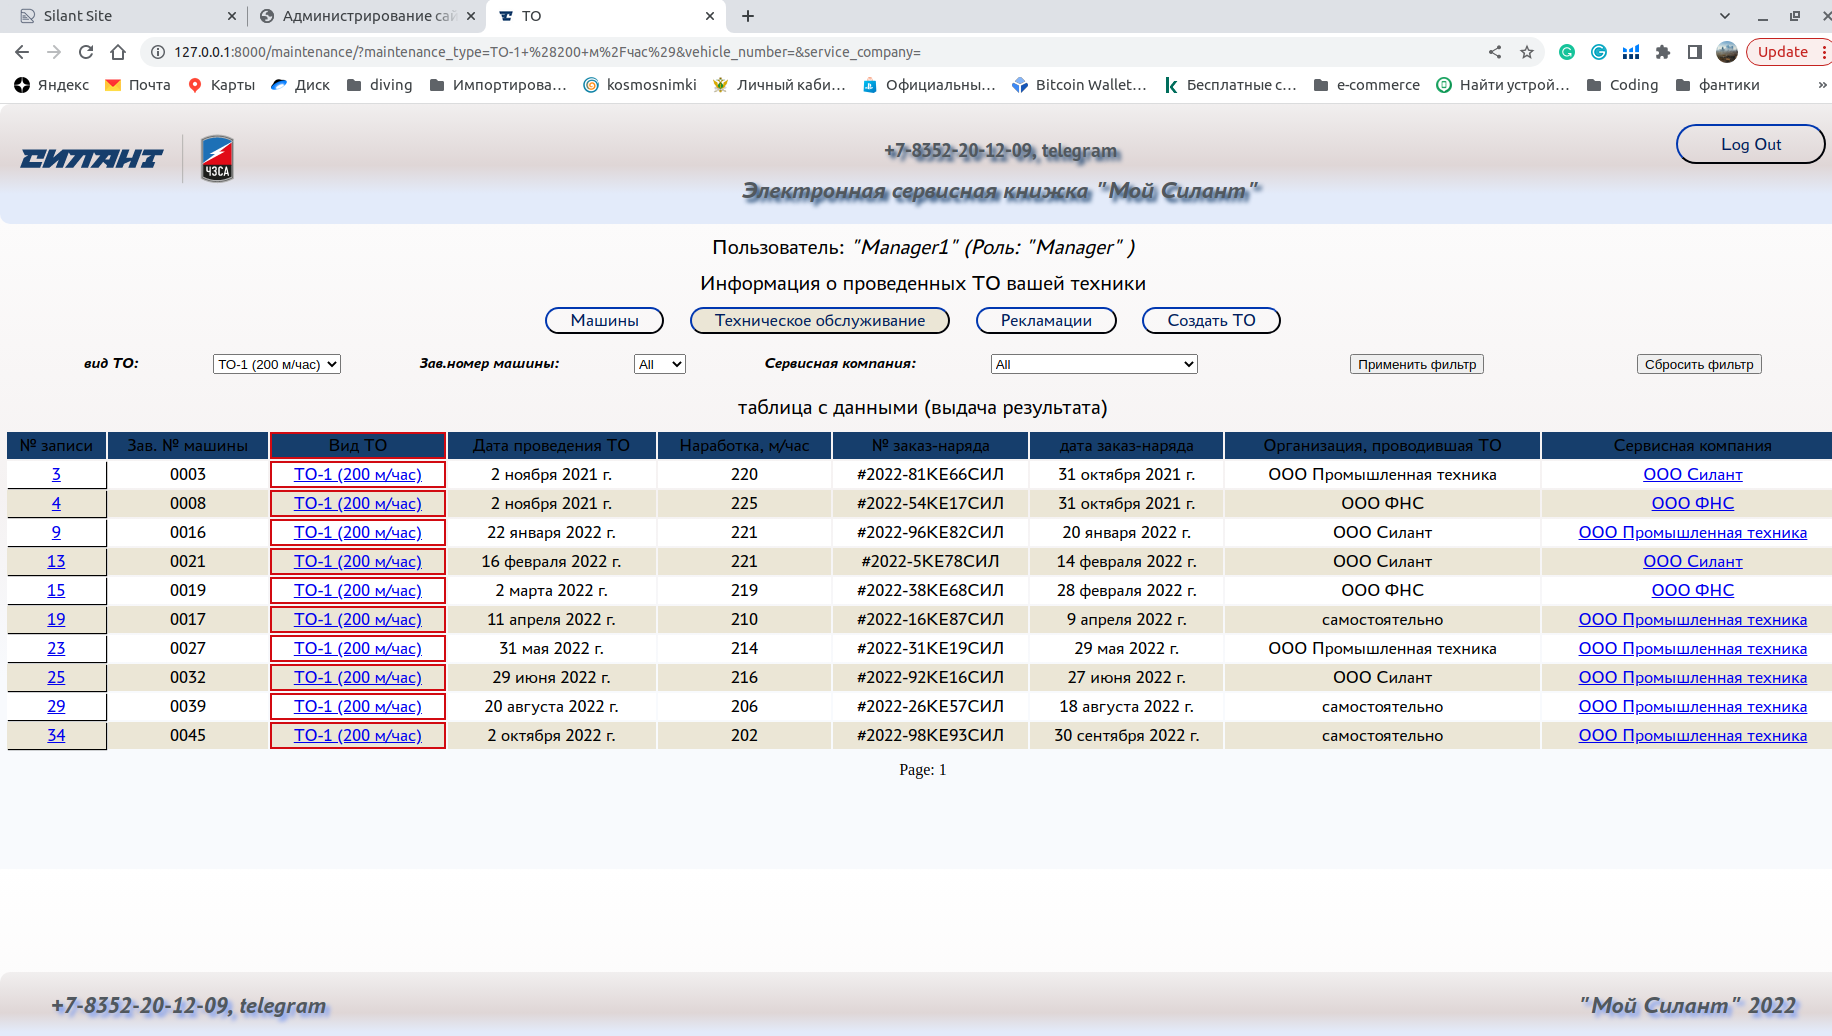 Silant Site
Администрирование сай
ТО
127.0.0.1:8000/maintenance/?maintenance_type=ТО-1+%28200+м%2Fчас%29&vehicle_number=&service_company=
Update
Яндекс Почта Карты Диск diving Импортирова… kosmosnimki Личный каби… Официальны… Bitcoin Wallet… Бесплатные с… e-commerce Найти устрой… Coding фантики »
СИЛАНТ ЧЗСА
+7-8352-20-12-09, telegram
Log Out
Электронная сервисная книжка "Мой Силант"
Пользователь: "Manager1" (Роль: "Manager" )
Информация о проведенных ТО вашей техники
Машины Техническое обслуживание Рекламации Создать ТО
вид ТО: ТО-1 (200 м/час) Зав.номер машины: All Сервисная компания: All Применить фильтр Сбросить фильтр
таблица с данными (выдача результата)
№ записи Зав. № машины Вид ТО Дата проведения ТО Наработка, м/час № заказ-наряда дата заказ-наряда Организация, проводившая ТО Сервисная компания
3 0003 ТО-1 (200 м/час) 2 ноября 2021 г. 220 #2022-81КЕ66СИЛ 31 октября 2021 г. ООО Промышленная техника ООО Силант
4 0008 ТО-1 (200 м/час) 2 ноября 2021 г. 225 #2022-54КЕ17СИЛ 31 октября 2021 г. ООО ФНС ООО ФНС
9 0016 ТО-1 (200 м/час) 22 января 2022 г. 221 #2022-96КЕ82СИЛ 20 января 2022 г. ООО Силант ООО Промышленная техника
13 0021 ТО-1 (200 м/час) 16 февраля 2022 г. 221 #2022-5КЕ78СИЛ 14 февраля 2022 г. ООО Силант ООО Силант
15 0019 ТО-1 (200 м/час) 2 марта 2022 г. 219 #2022-38КЕ68СИЛ 28 февраля 2022 г. ООО ФНС ООО ФНС
19 0017 ТО-1 (200 м/час) 11 апреля 2022 г. 210 #2022-16КЕ87СИЛ 9 апреля 2022 г. самостоятельно ООО Промышленная техника
23 0027 ТО-1 (200 м/час) 31 мая 2022 г. 214 #2022-31КЕ19СИЛ 29 мая 2022 г. ООО Промышленная техника ООО Промышленная техника
25 0032 ТО-1 (200 м/час) 29 июня 2022 г. 216 #2022-92КЕ16СИЛ 27 июня 2022 г. ООО Силант ООО Промышленная техника
29 0039 ТО-1 (200 м/час) 20 августа 2022 г. 206 #2022-26КЕ57СИЛ 18 августа 2022 г. самостоятельно ООО Промышленная техника
34 0045 ТО-1 (200 м/час) 2 октября 2022 г. 202 #2022-98КЕ93СИЛ 30 сентября 2022 г. самостоятельно ООО Промышленная техника
Page: 1
+7-8352-20-12-09, telegram
"Мой Силант" 2022